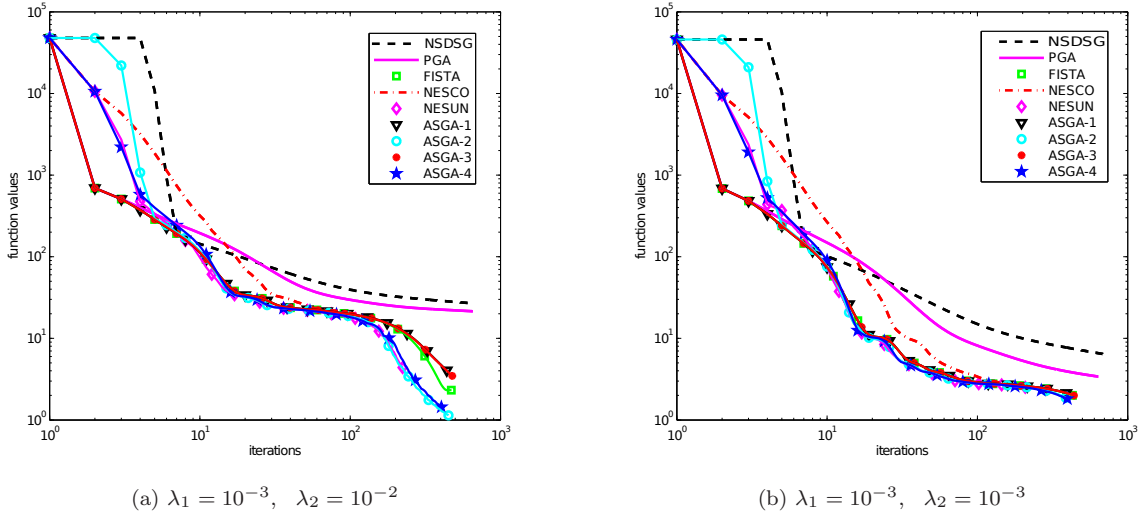 10^5
10^4
10^3
10^2
10^1
10^0
function values
10^0
10^1
10^2
10^3
iterations
NSDSG
PGA
FISTA
NESCO
NESUN
ASGA-1
ASGA-2
ASGA-3
ASGA-4
(a) λ₁ = 10⁻³, λ₂ = 10⁻²
10^5
10^4
10^3
10^2
10^1
10^0
function values
10^0
10^1
10^2
10^3
iterations
NSDSG
PGA
FISTA
NESCO
NESUN
ASGA-1
ASGA-2
ASGA-3
ASGA-4
(b) λ₁ = 10⁻³, λ₂ = 10⁻³